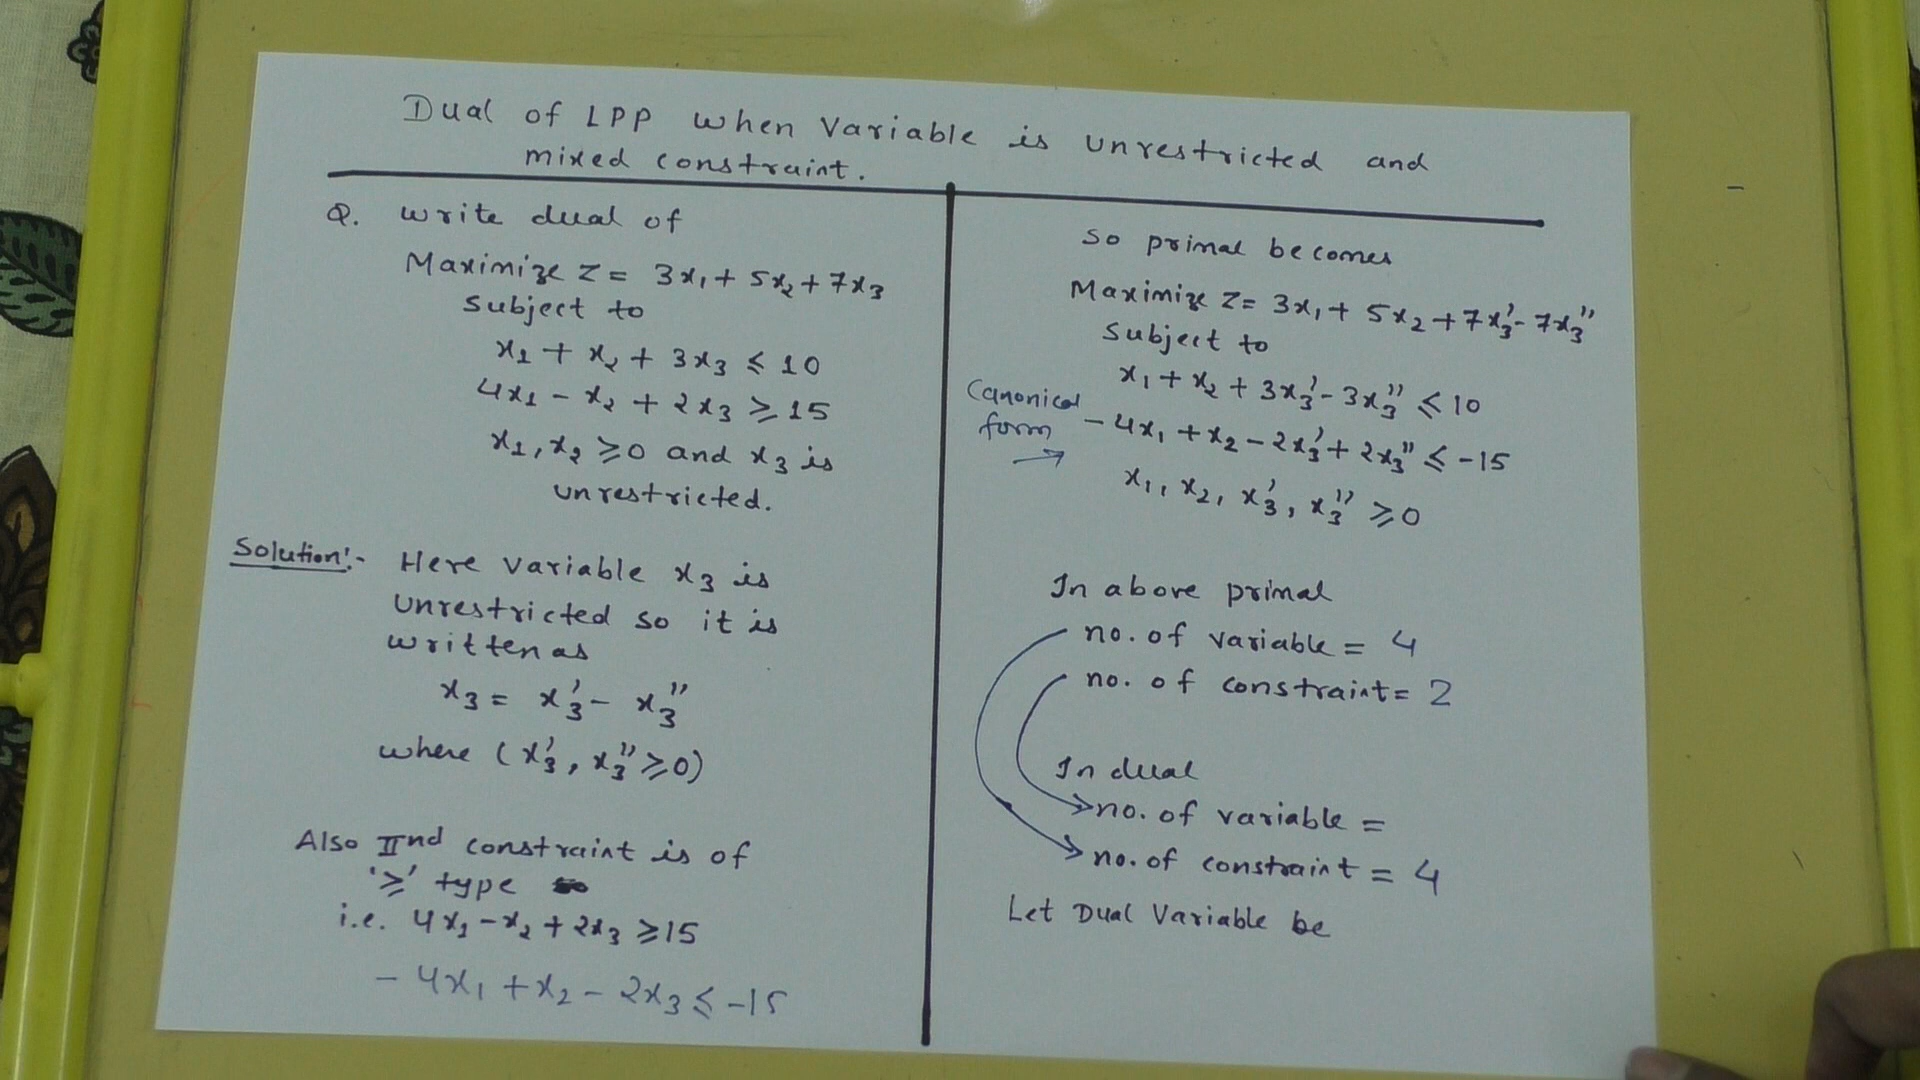 Dual of LPP when Variable is unrestricted and
mixed constraint.
Q. write dual of
Maximize Z = 3x₁ + 5x₂ + 7x₃
Subject to
x₁ + x₂ + 3x₃ ≤ 10
4x₁ - x₂ + 2x₃ ≥ 15
x₁, x₂ ≥ 0 and x₃ is
unrestricted.
Solution:- Here variable x₃ is
unrestricted so it is
written as
x₃ = x₃' - x₃''
where (x₃', x₃'' ≥ 0)
Also IInd constraint is of
'≥' type
i.e. 4x₁ - x₂ + 2x₃ ≥ 15
- 4x₁ + x₂ - 2x₃ ≤ -15
So primal becomes
Maximize Z = 3x₁ + 5x₂ + 7x₃' - 7x₃''
Subject to
x₁ + x₂ + 3x₃' - 3x₃'' ≤ 10
Canonical
form
- 4x₁ + x₂ - 2x₃' + 2x₃'' ≤ -15
x₁, x₂, x₃', x₃'' ≥ 0
In above primal
no. of variable = 4
no. of constraint = 2
In dual
no. of variable =
no. of constraint = 4
Let Dual Variable be